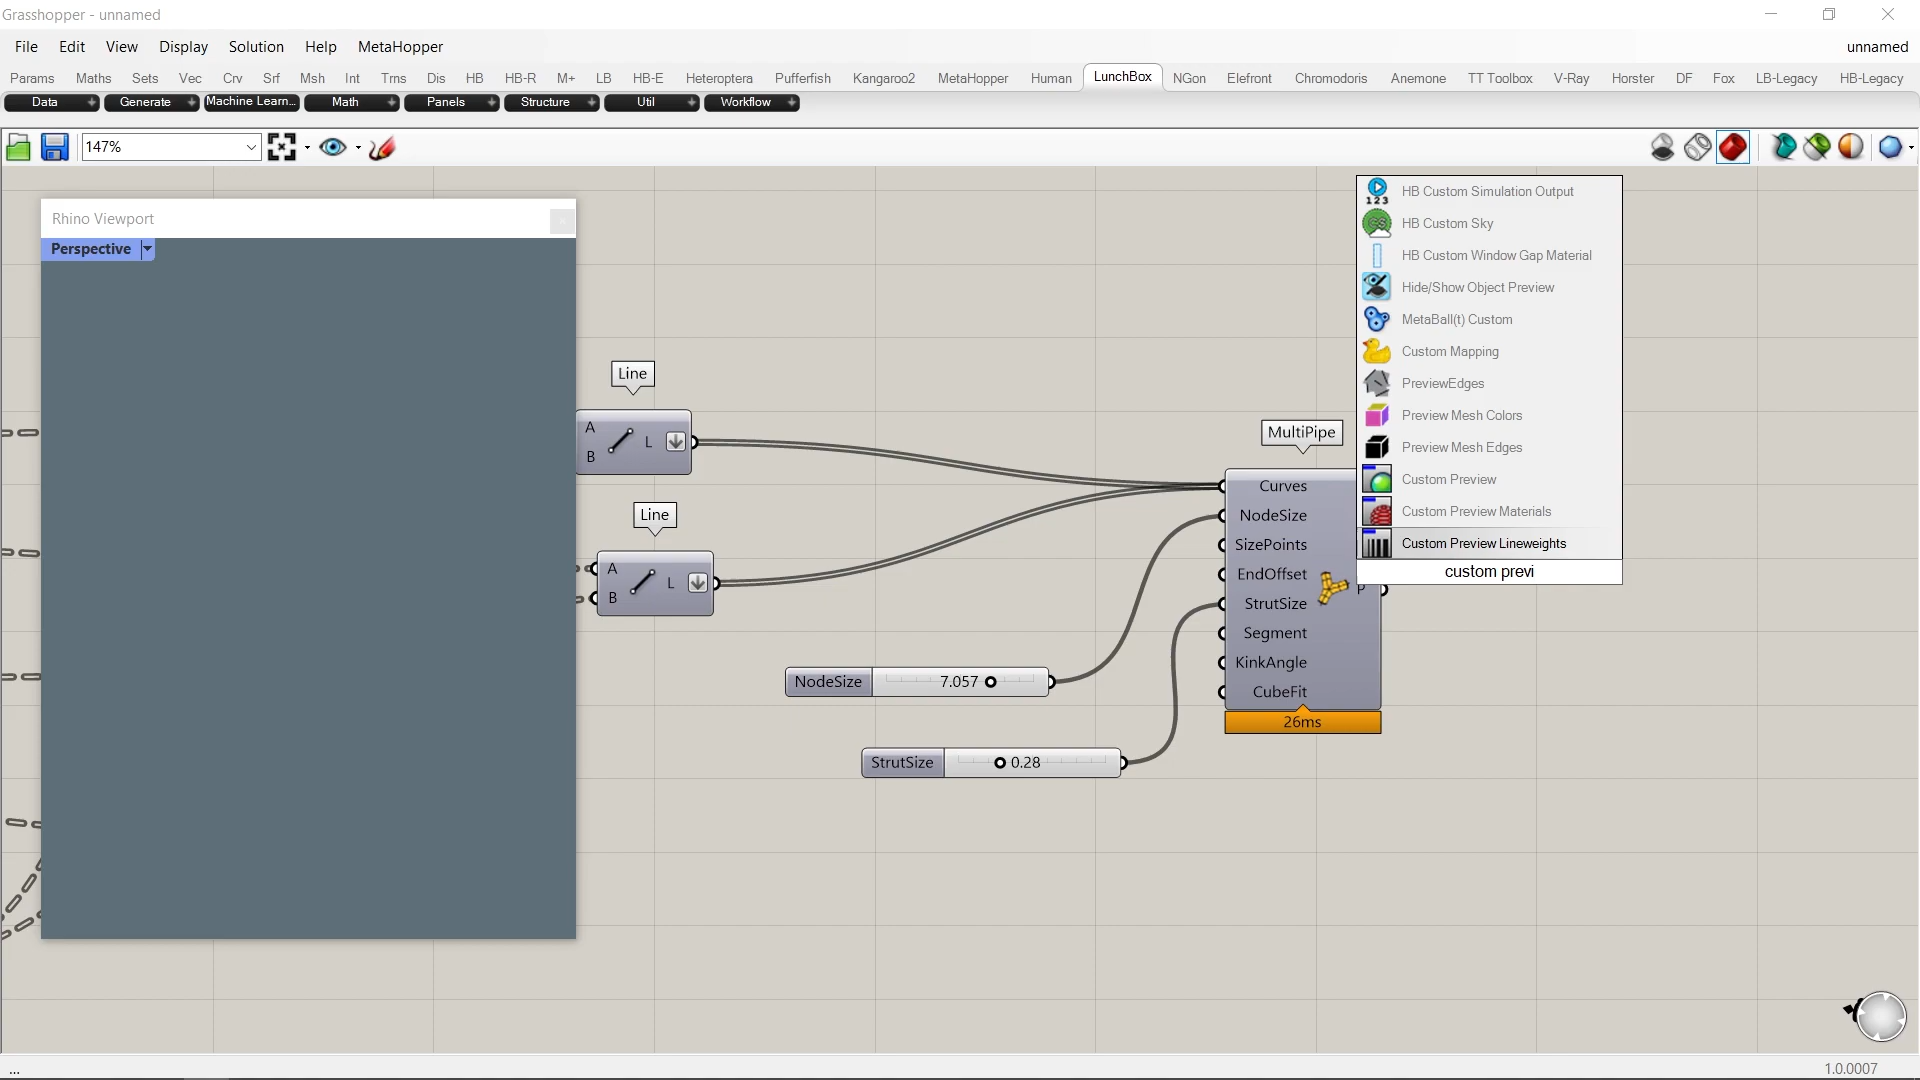 Grasshopper - unnamed
File Edit View Display Solution Help MetaHopper unnamed
Params Maths Sets Vec Crv Srf Msh Int Trns Dis HB HB-R M+ LB HB-E Heteroptera Pufferfish Kangaroo2 MetaHopper Human LunchBox NGon Elefront Chromodoris Anemone TT Toolbox V-Ray Horster DF Fox LB-Legacy HB-Legacy
Data Generate Machine Learn... Math Panels Structure Util Workflow
147%
Rhino Viewport
Perspective
Line
A
B
L
Line
A
B
L
NodeSize 7.057
StrutSize 0.28
MultiPipe
Curves
NodeSize
SizePoints
EndOffset
StrutSize
Segment
KinkAngle
CubeFit
P
26ms
123
HB Custom Simulation Output
HB Custom Sky
HB Custom Window Gap Material
Hide/Show Object Preview
MetaBall(t) Custom
Custom Mapping
PreviewEdges
Preview Mesh Colors
Preview Mesh Edges
Custom Preview
Custom Preview Materials
Custom Preview Lineweights
custom previ
...
1.0.0007